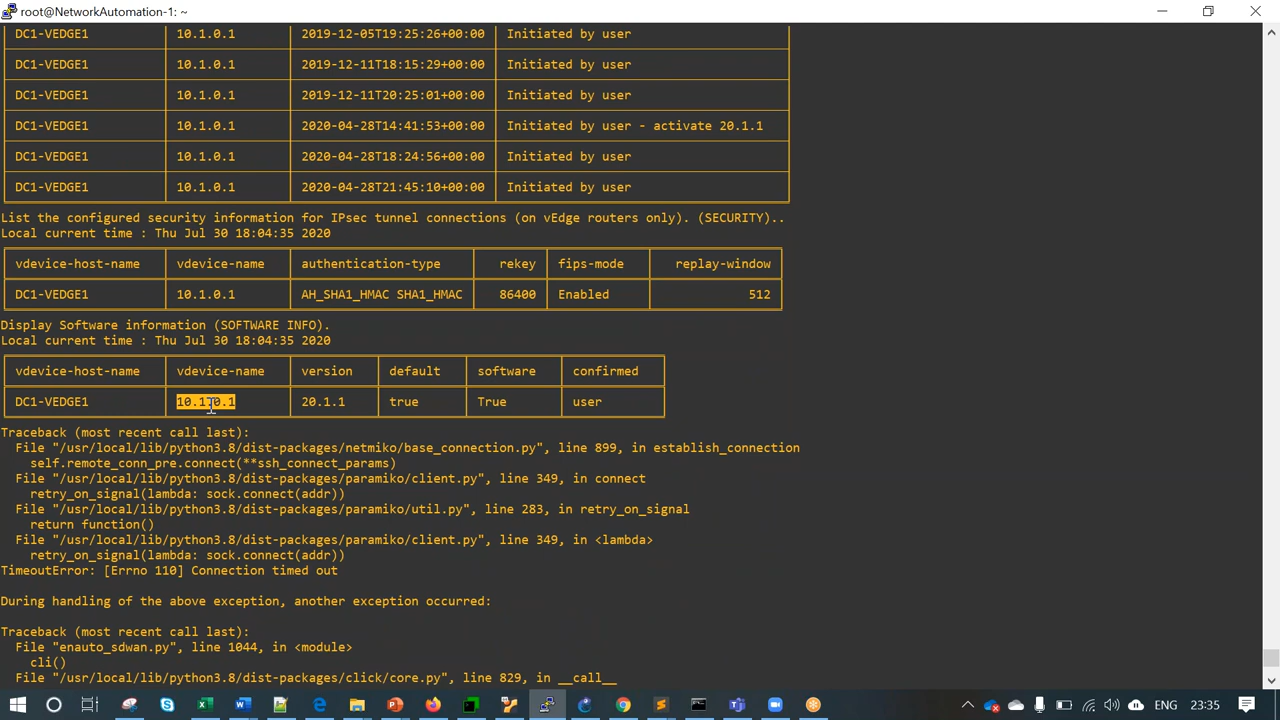 root@NetworkAutomation-1: ~
DC1-VEDGE1 10.1.0.1 2019-12-05T19:25:26+00:00 Initiated by user
DC1-VEDGE1 10.1.0.1 2019-12-11T18:15:29+00:00 Initiated by user
DC1-VEDGE1 10.1.0.1 2019-12-11T20:25:01+00:00 Initiated by user
DC1-VEDGE1 10.1.0.1 2020-04-28T14:41:53+00:00 Initiated by user - activate 20.1.1
DC1-VEDGE1 10.1.0.1 2020-04-28T18:24:56+00:00 Initiated by user
DC1-VEDGE1 10.1.0.1 2020-04-28T21:45:10+00:00 Initiated by user
List the configured security information for IPsec tunnel connections (on vEdge routers only). (SECURITY)..
Local current time : Thu Jul 30 18:04:35 2020
vdevice-host-name vdevice-name authentication-type rekey fips-mode replay-window
DC1-VEDGE1 10.1.0.1 AH_SHA1_HMAC SHA1_HMAC 86400 Enabled 512
Display Software information (SOFTWARE INFO).
Local current time : Thu Jul 30 18:04:35 2020
vdevice-host-name vdevice-name version default software confirmed
DC1-VEDGE1 10.1.0.1 20.1.1 true True user
Traceback (most recent call last):
File "/usr/local/lib/python3.8/dist-packages/netmiko/base_connection.py", line 899, in establish_connection
self.remote_conn_pre.connect(**ssh_connect_params)
File "/usr/local/lib/python3.8/dist-packages/paramiko/client.py", line 349, in connect
retry_on_signal(lambda: sock.connect(addr))
File "/usr/local/lib/python3.8/dist-packages/paramiko/util.py", line 283, in retry_on_signal
return function()
File "/usr/local/lib/python3.8/dist-packages/paramiko/client.py", line 349, in <lambda>
retry_on_signal(lambda: sock.connect(addr))
TimeoutError: [Errno 110] Connection timed out
During handling of the above exception, another exception occurred:
Traceback (most recent call last):
File "enauto_sdwan.py", line 1044, in <module>
cli()
File "/usr/local/lib/python3.8/dist-packages/click/core.py", line 829, in __call__
ENG 23:35